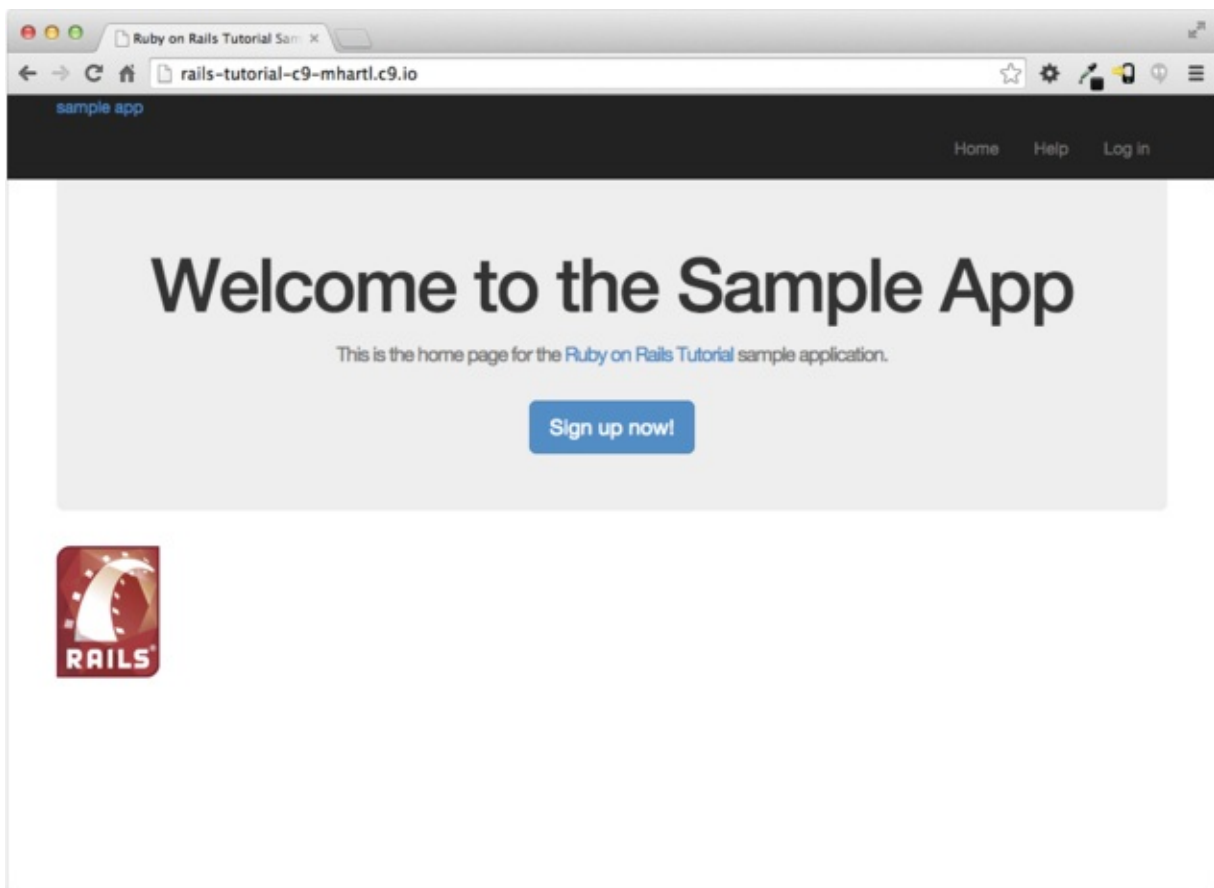 Ruby on Rails Tutorial Sam
rails-tutorial-c9-mhartl.c9.io
sample app
Home Help Log in
Welcome to the Sample App
This is the home page for the Ruby on Rails Tutorial sample application.
Sign up now!
RAILS